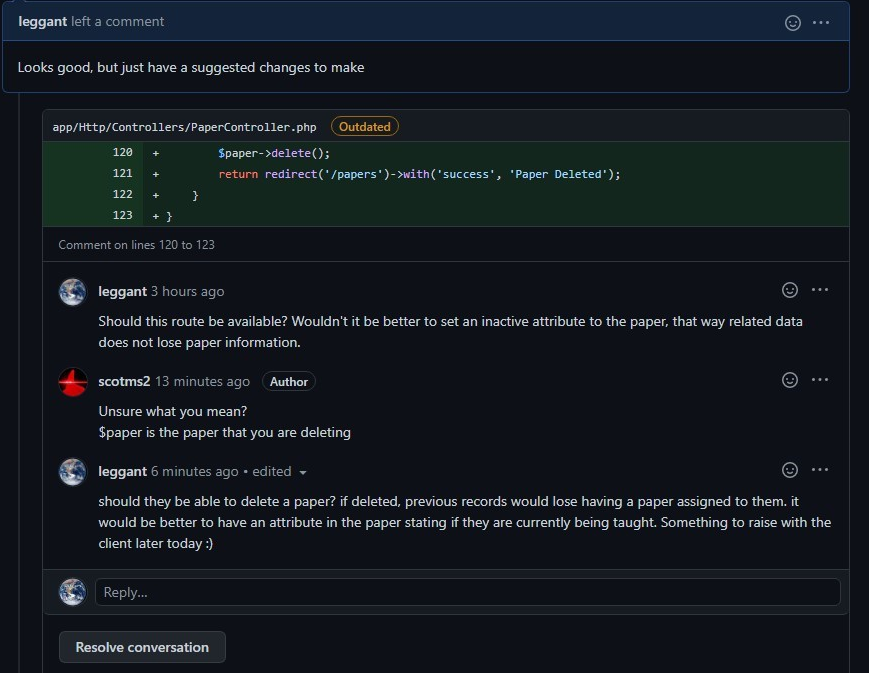 leggant left a comment
Looks good, but just have a suggested changes to make
app/Http/Controllers/PaperController.php Outdated
120 + $paper->delete();
121 + return redirect('/papers')->with('success', 'Paper Deleted');
122 + }
123 + }
Comment on lines 120 to 123
leggant 3 hours ago
Should this route be available? Wouldn't it be better to set an inactive attribute to the paper, that way related data
does not lose paper information.
scotms2 13 minutes ago Author
Unsure what you mean?
$paper is the paper that you are deleting
leggant 6 minutes ago • edited
should they be able to delete a paper? if deleted, previous records would lose having a paper assigned to them. it
would be better to have an attribute in the paper stating if they are currently being taught. Something to raise with the
client later today :)
Reply...
Resolve conversation